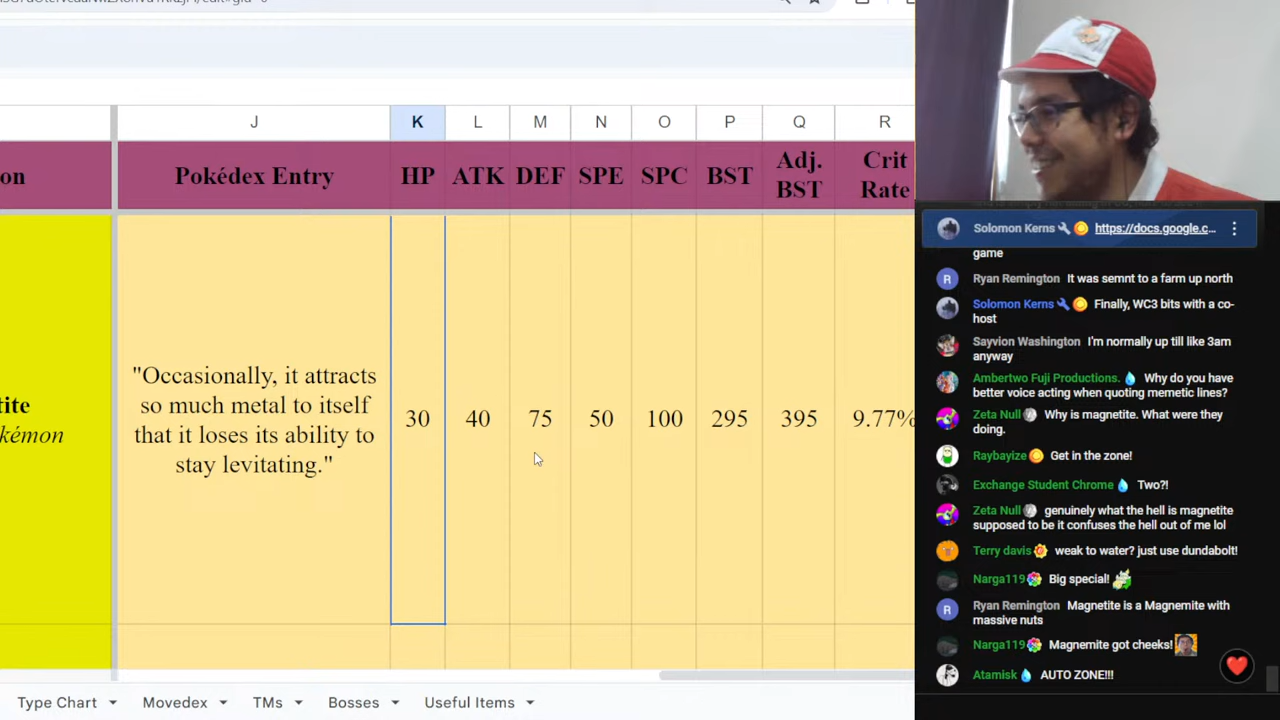 J K L M N O P Q R
on Pokédex Entry HP ATK DEF SPE SPC BST Adj. BST Crit Rate
"Occasionally, it attracts
so much metal to itself
that it loses its ability to
stay levitating."
tite
kémon
30 40 75 50 100 295 395 9.77%
Type Chart Movedex TMs Bosses Useful Items
Solomon Kerns https://docs.google.c...
game
Ryan Remington It was semnt to a farm up north
Solomon Kerns Finally, WC3 bits with a co-
host
Sayvion Washington I'm normally up till like 3am
anyway
Ambertwo Fuji Productions. Why do you have
better voice acting when quoting memetic lines?
Zeta Null Why is magnetite. What were they
doing.
Raybayize Get in the zone!
Exchange Student Chrome Two?!
Zeta Null genuinely what the hell is magnetite
supposed to be it confuses the hell out of me lol
Terry davis weak to water? just use dundabolt!
Narga119 Big special!
R Ryan Remington Magnetite is a Magnemite with
massive nuts
Narga119 Magnemite got cheeks!
Atamisk AUTO ZONE!!!